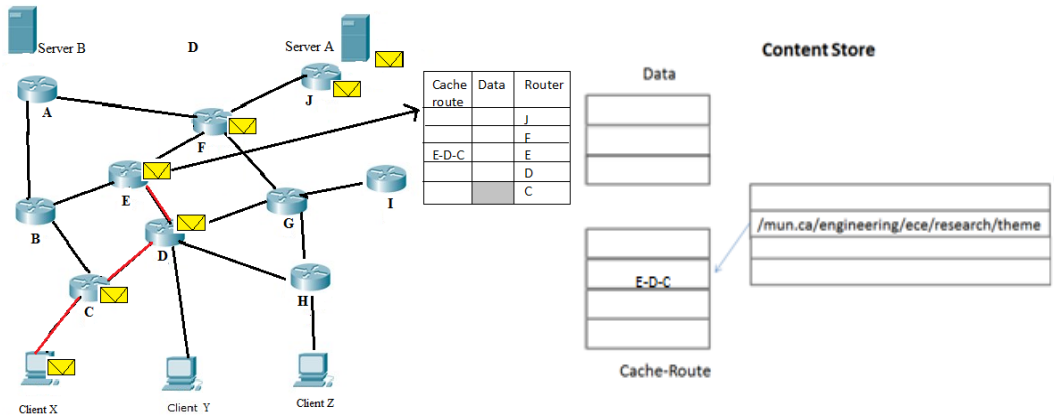 Server B
D
Server A
A
J
F
E
I
B
G
D
C
H
Client X
Client Y
Client Z
Cache route Data Router
J
F
E-D-C E
D
C
Content Store
Data
/mun.ca/engineering/ece/research/theme
E-D-C
Cache-Route